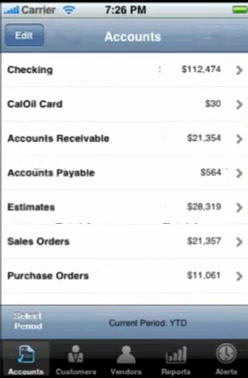 Carrier 7:26 PM
Edit Accounts
Checking $112,474
CalOil Card $30
Accounts Receivable $21,354
Accounts Payable $564
Estimates $28,319
Sales Orders $21,357
Purchase Orders $11,061
Select
Period
Current Period: YTD
Accounts Customers Vendors Reports Alerts